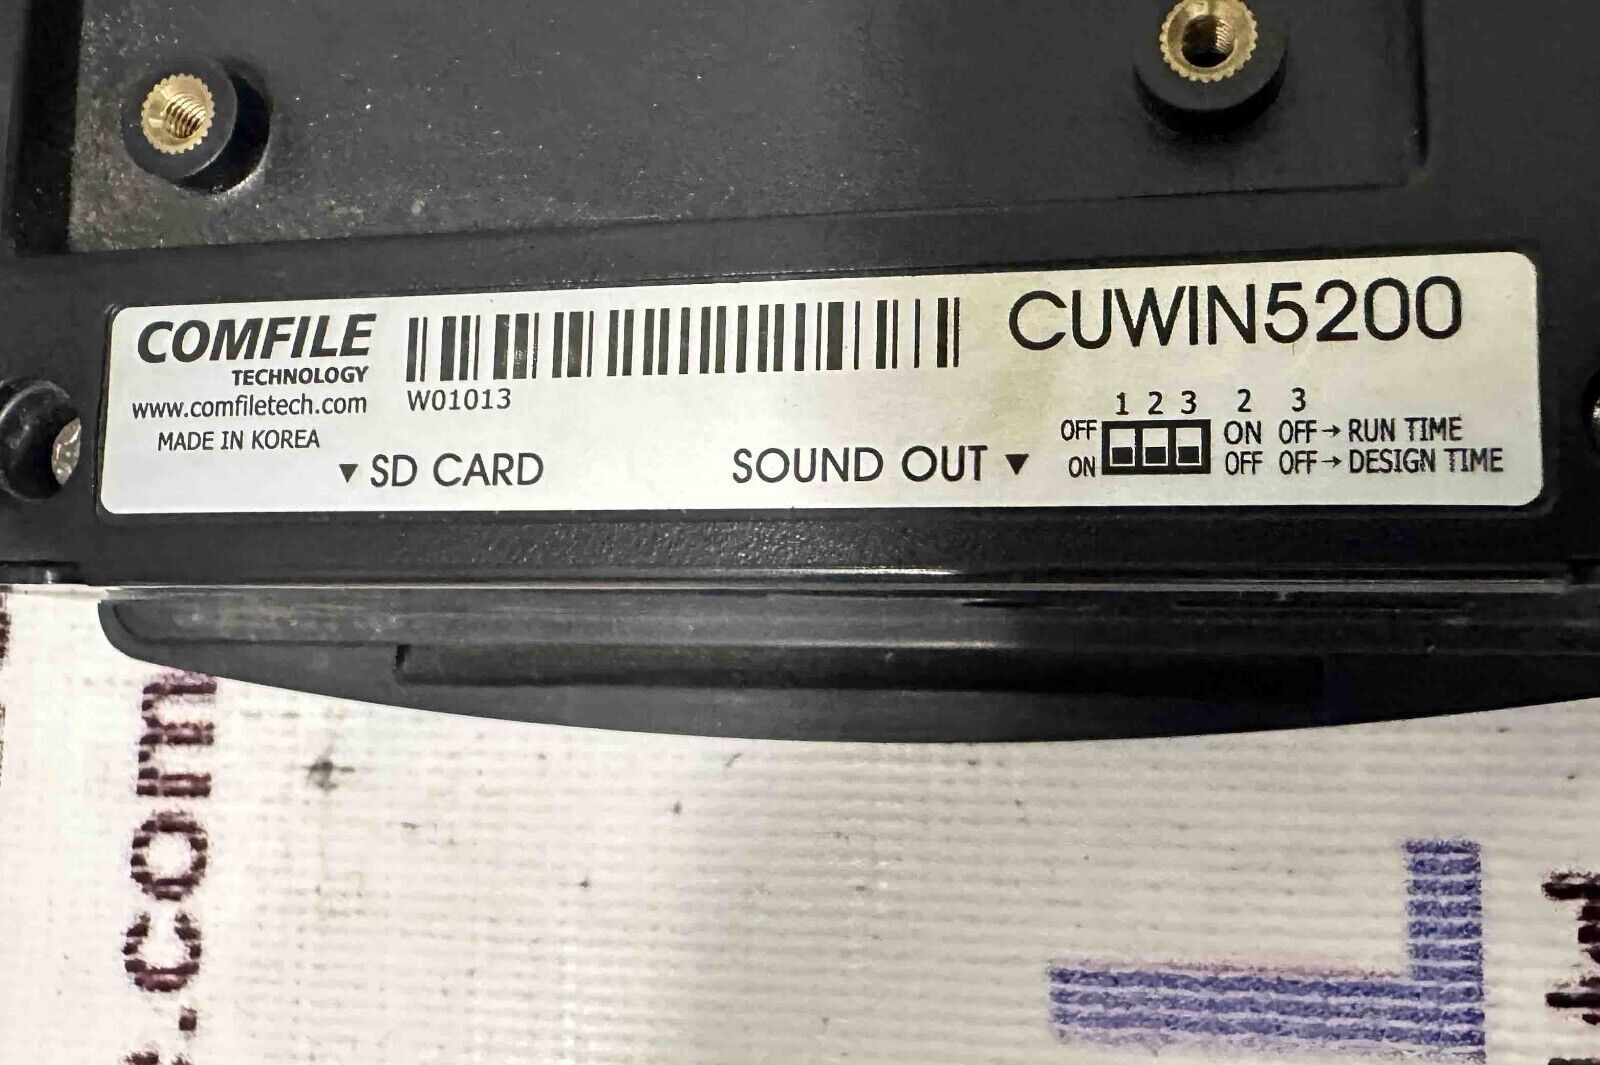 COMFILE
TECHNOLOGY
www.comfiletech.com
MADE IN KOREA
W01013
▼ SD CARD
SOUND OUT ▼
CUWIN5200
1 2 3 2 3
OFF ON OFF→RUN TIME
ON OFF OFF→DESIGN TIME
.com